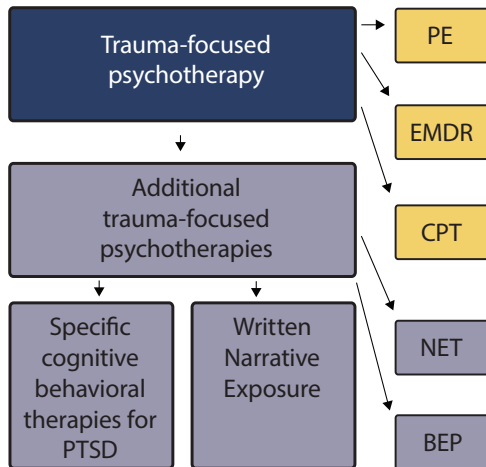 Trauma-focused
psychotherapy
PE
EMDR
CPT
Additional
trauma-focused
psychotherapies
Specific
cognitive
behavioral
therapies for
PTSD
Written
Narrative
Exposure
NET
BEP